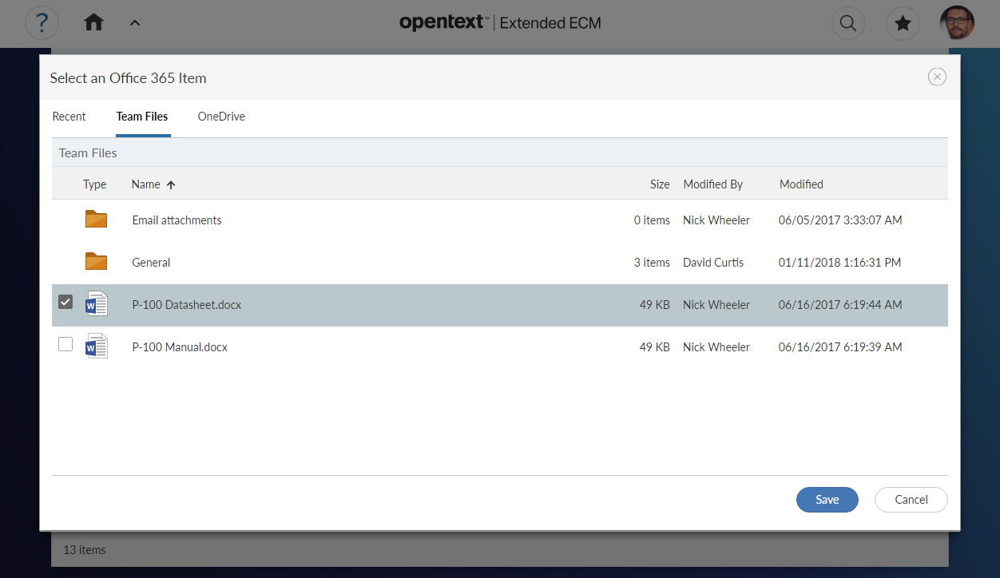 ?
opentext™ | Extended ECM
Select an Office 365 Item
Recent Team Files OneDrive
Team Files
Type Name Size Modified By Modified
Email attachments 0 items Nick Wheeler 06/05/2017 3:33:07 AM
General 3 items David Curtis 01/11/2018 1:16:31 PM
W P-100 Datasheet.docx 49 KB Nick Wheeler 06/16/2017 6:19:44 AM
W P-100 Manual.docx 49 KB Nick Wheeler 06/16/2017 6:19:39 AM
Save Cancel
13 items